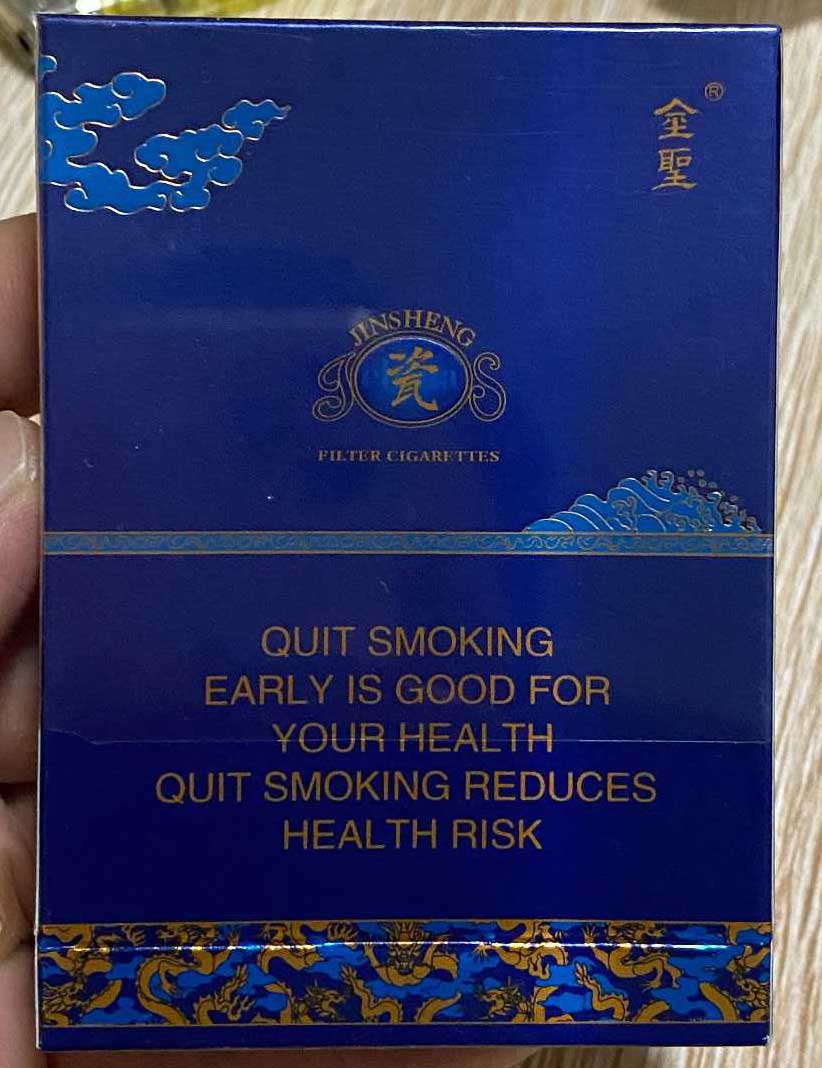 金聖®
JINSHENG
瓷
FILTER CIGARETTES
QUIT SMOKING
EARLY IS GOOD FOR
YOUR HEALTH
QUIT SMOKING REDUCES
HEALTH RISK